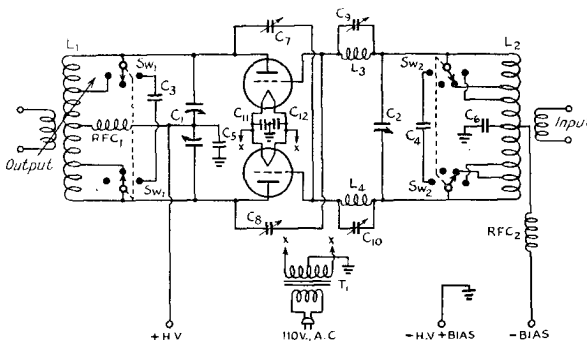 C₉
L₁
C₇
L₂
Sw₁
L₃
Sw₂
C₃
C₁
C₁₁
C₁₂
C₂
C₆
C₅
C₄
RFC₁
x
x
Input
Output
L₄
Sw₁
Sw₂
C₈
C₁₀
RFC₂
x
x
T₁
+H.V
110V., A.C
-H.V +BIAS
-BIAS